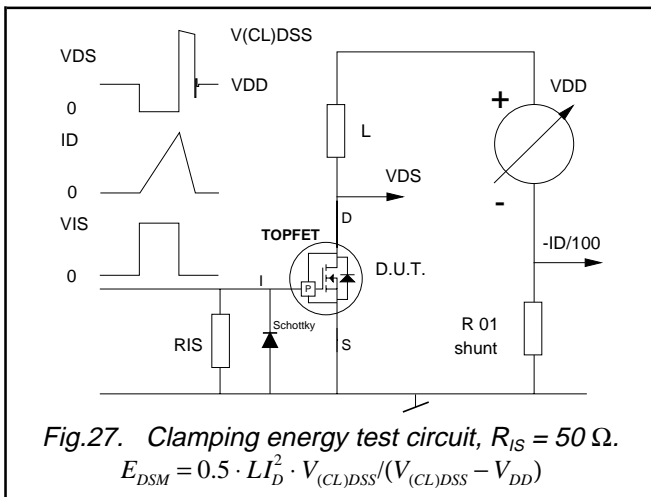 V(CL)DSS
VDS
VDD
0
ID
0
VIS
0
+
VDD
-
L
VDS
D
TOPFET
D.U.T.
-ID/100
I
P
Schottky
RIS
S
R 01
shunt
Fig.27. Clamping energy test circuit, R_IS = 50 Ω.
E_DSM = 0.5 · LI_D^2 · V_(CL)DSS/(V_(CL)DSS − V_DD)